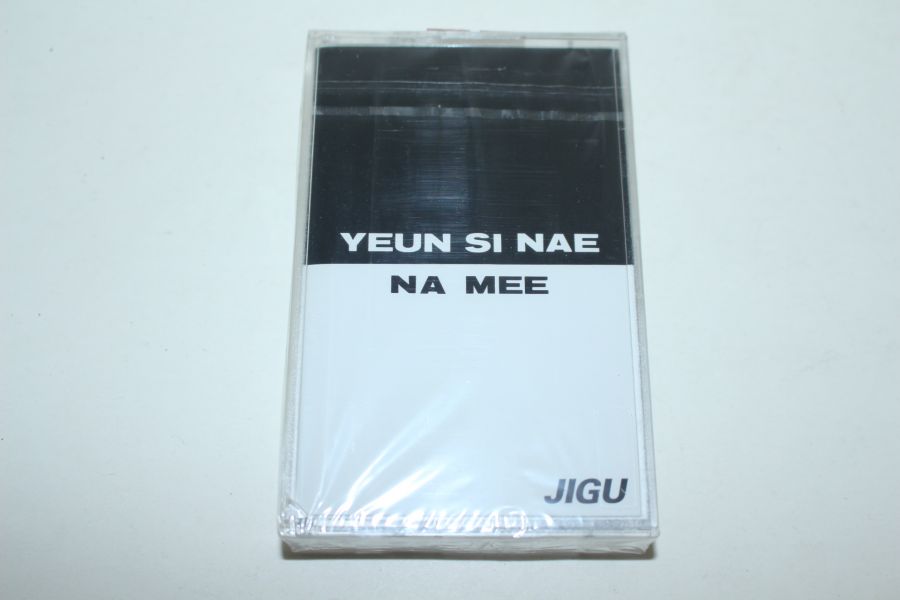 YEUN SI NAE
NA MEE
JIGU